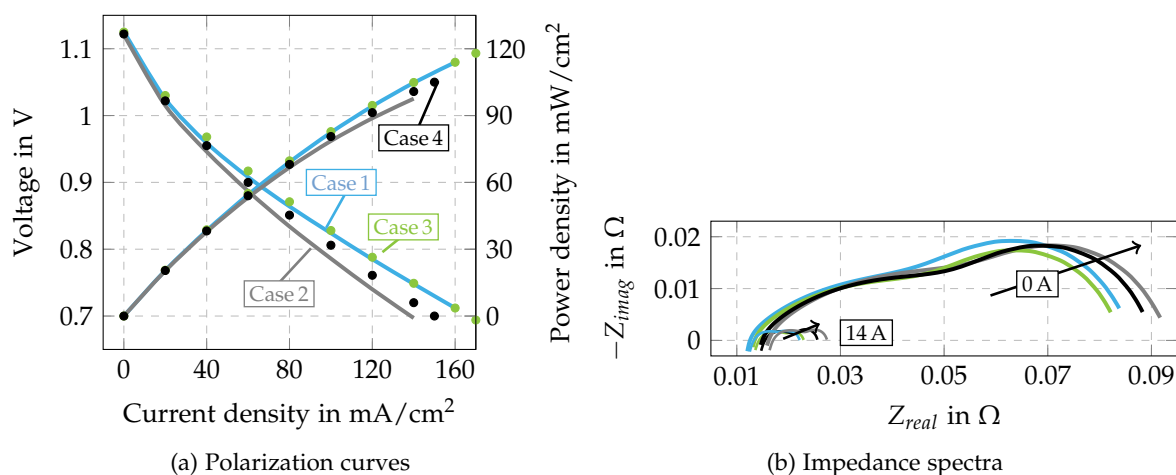 Voltage in V
1.1
1
0.9
0.8
0.7
0
40
80
120
160
Current density in mA/cm²
120
90
60
30
0
Power density in mW/cm²
Case 4
Case 1
Case 3
Case 2
(a) Polarization curves
−Z_imag in Ω
0.02
0.01
0
0.01
0.03
0.05
0.07
0.09
Z_real in Ω
0 A
14 A
(b) Impedance spectra